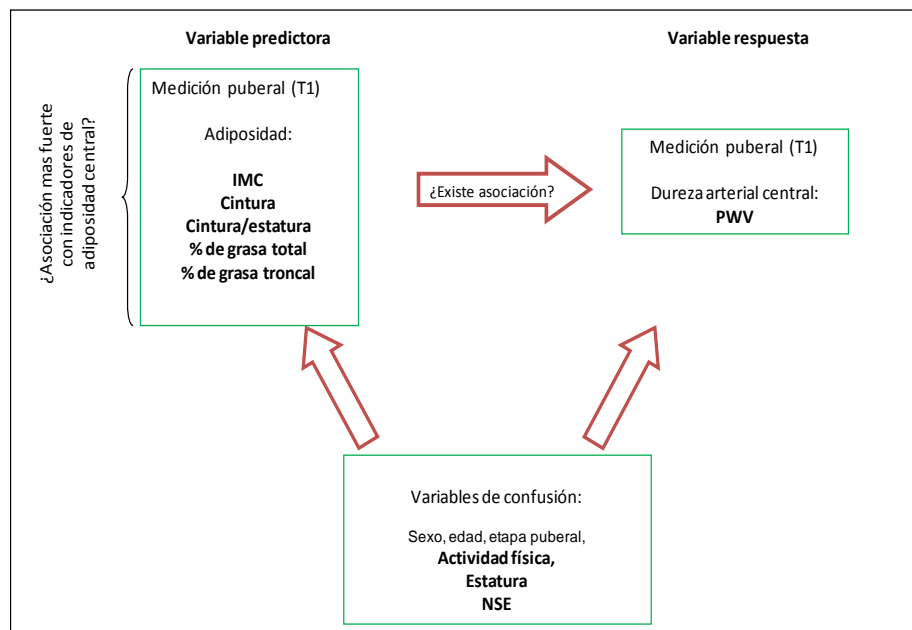 Variable predictora
Variable respuesta
¿Asociación mas fuerte
con indicadores de
adiposidad central?
Medición puberal (T1)
Adiposidad:
IMC
Cintura
Cintura/estatura
% de grasa total
% de grasa troncal
¿Existe asociación?
Medición puberal (T1)
Dureza arterial central:
PWV
Variables de confusión:
Sexo, edad, etapa puberal,
Actividad física,
Estatura
NSE